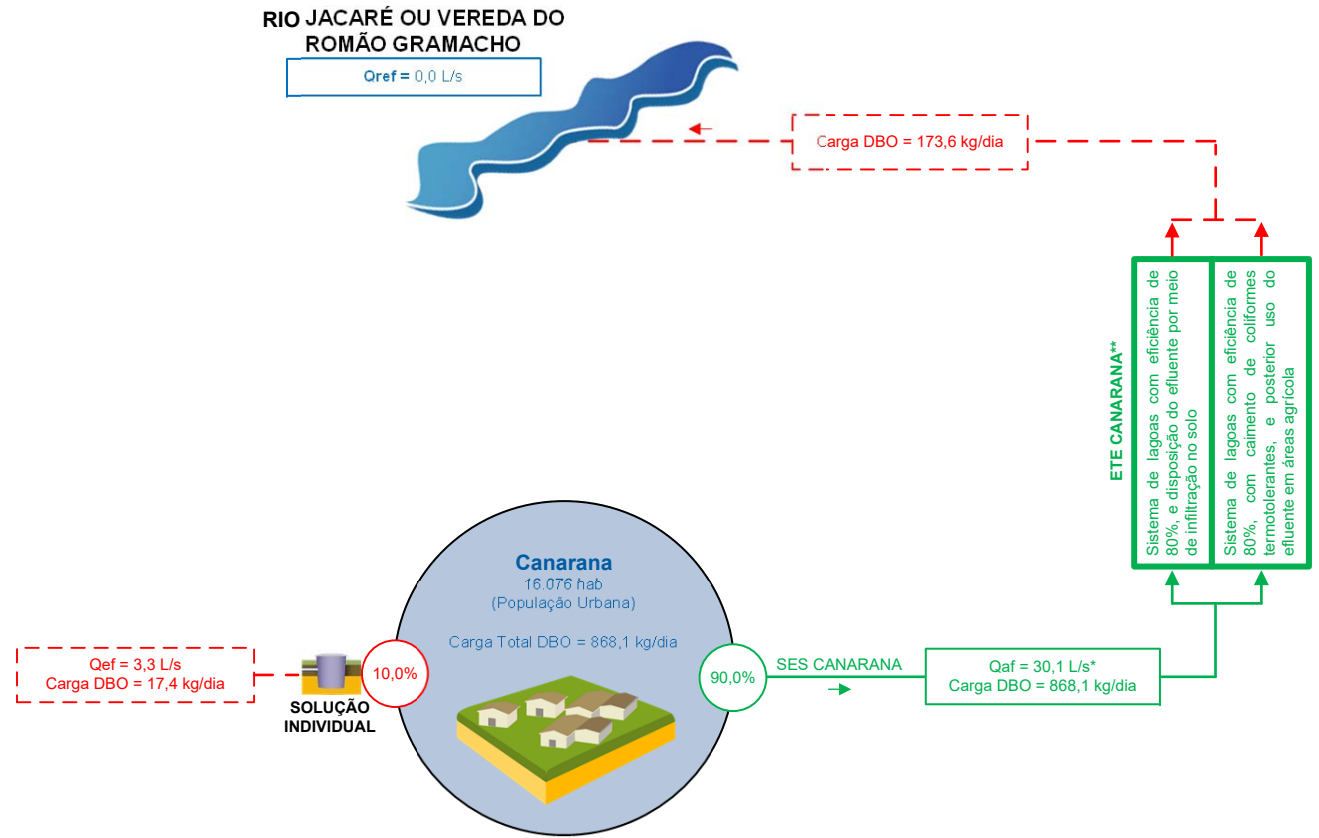 RIO JACARÉ OU VEREDA DO
ROMÃO GRAMACHO
Qref = 0,0 L/s
Carga DBO = 173,6 kg/dia
ETE CANARANA**
Sistema de lagoas com eficiência de
80%, e disposição do efluente por meio
de infiltração no solo
Sistema de lagoas com eficiência de
80%, com caimento de coliformes
termotolerantes, e posterior uso do
efluente em áreas agrícola
Canarana
16.076 hab
(População Urbana)
Carga Total DBO = 868,1 kg/dia
Qef = 3,3 L/s
Carga DBO = 17,4 kg/dia
10,0%
SOLUÇÃO
INDIVIDUAL
90,0%
SES CANARANA
Qaf = 30,1 L/s*
Carga DBO = 868,1 kg/dia